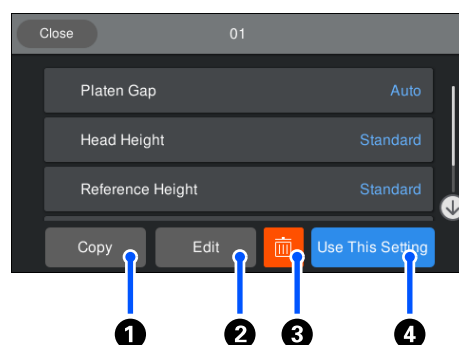 Close 01
Platen Gap Auto
Head Height Standard
Reference Height Standard
Copy Edit Use This Setting
1 2 3 4